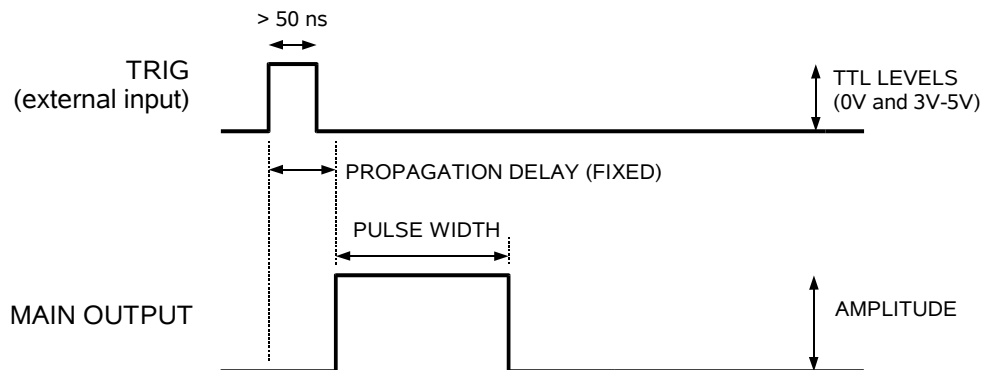 > 50 ns
TRIG
(external input)
TTL LEVELS
(0V and 3V-5V)
PROPAGATION DELAY (FIXED)
PULSE WIDTH
MAIN OUTPUT
AMPLITUDE